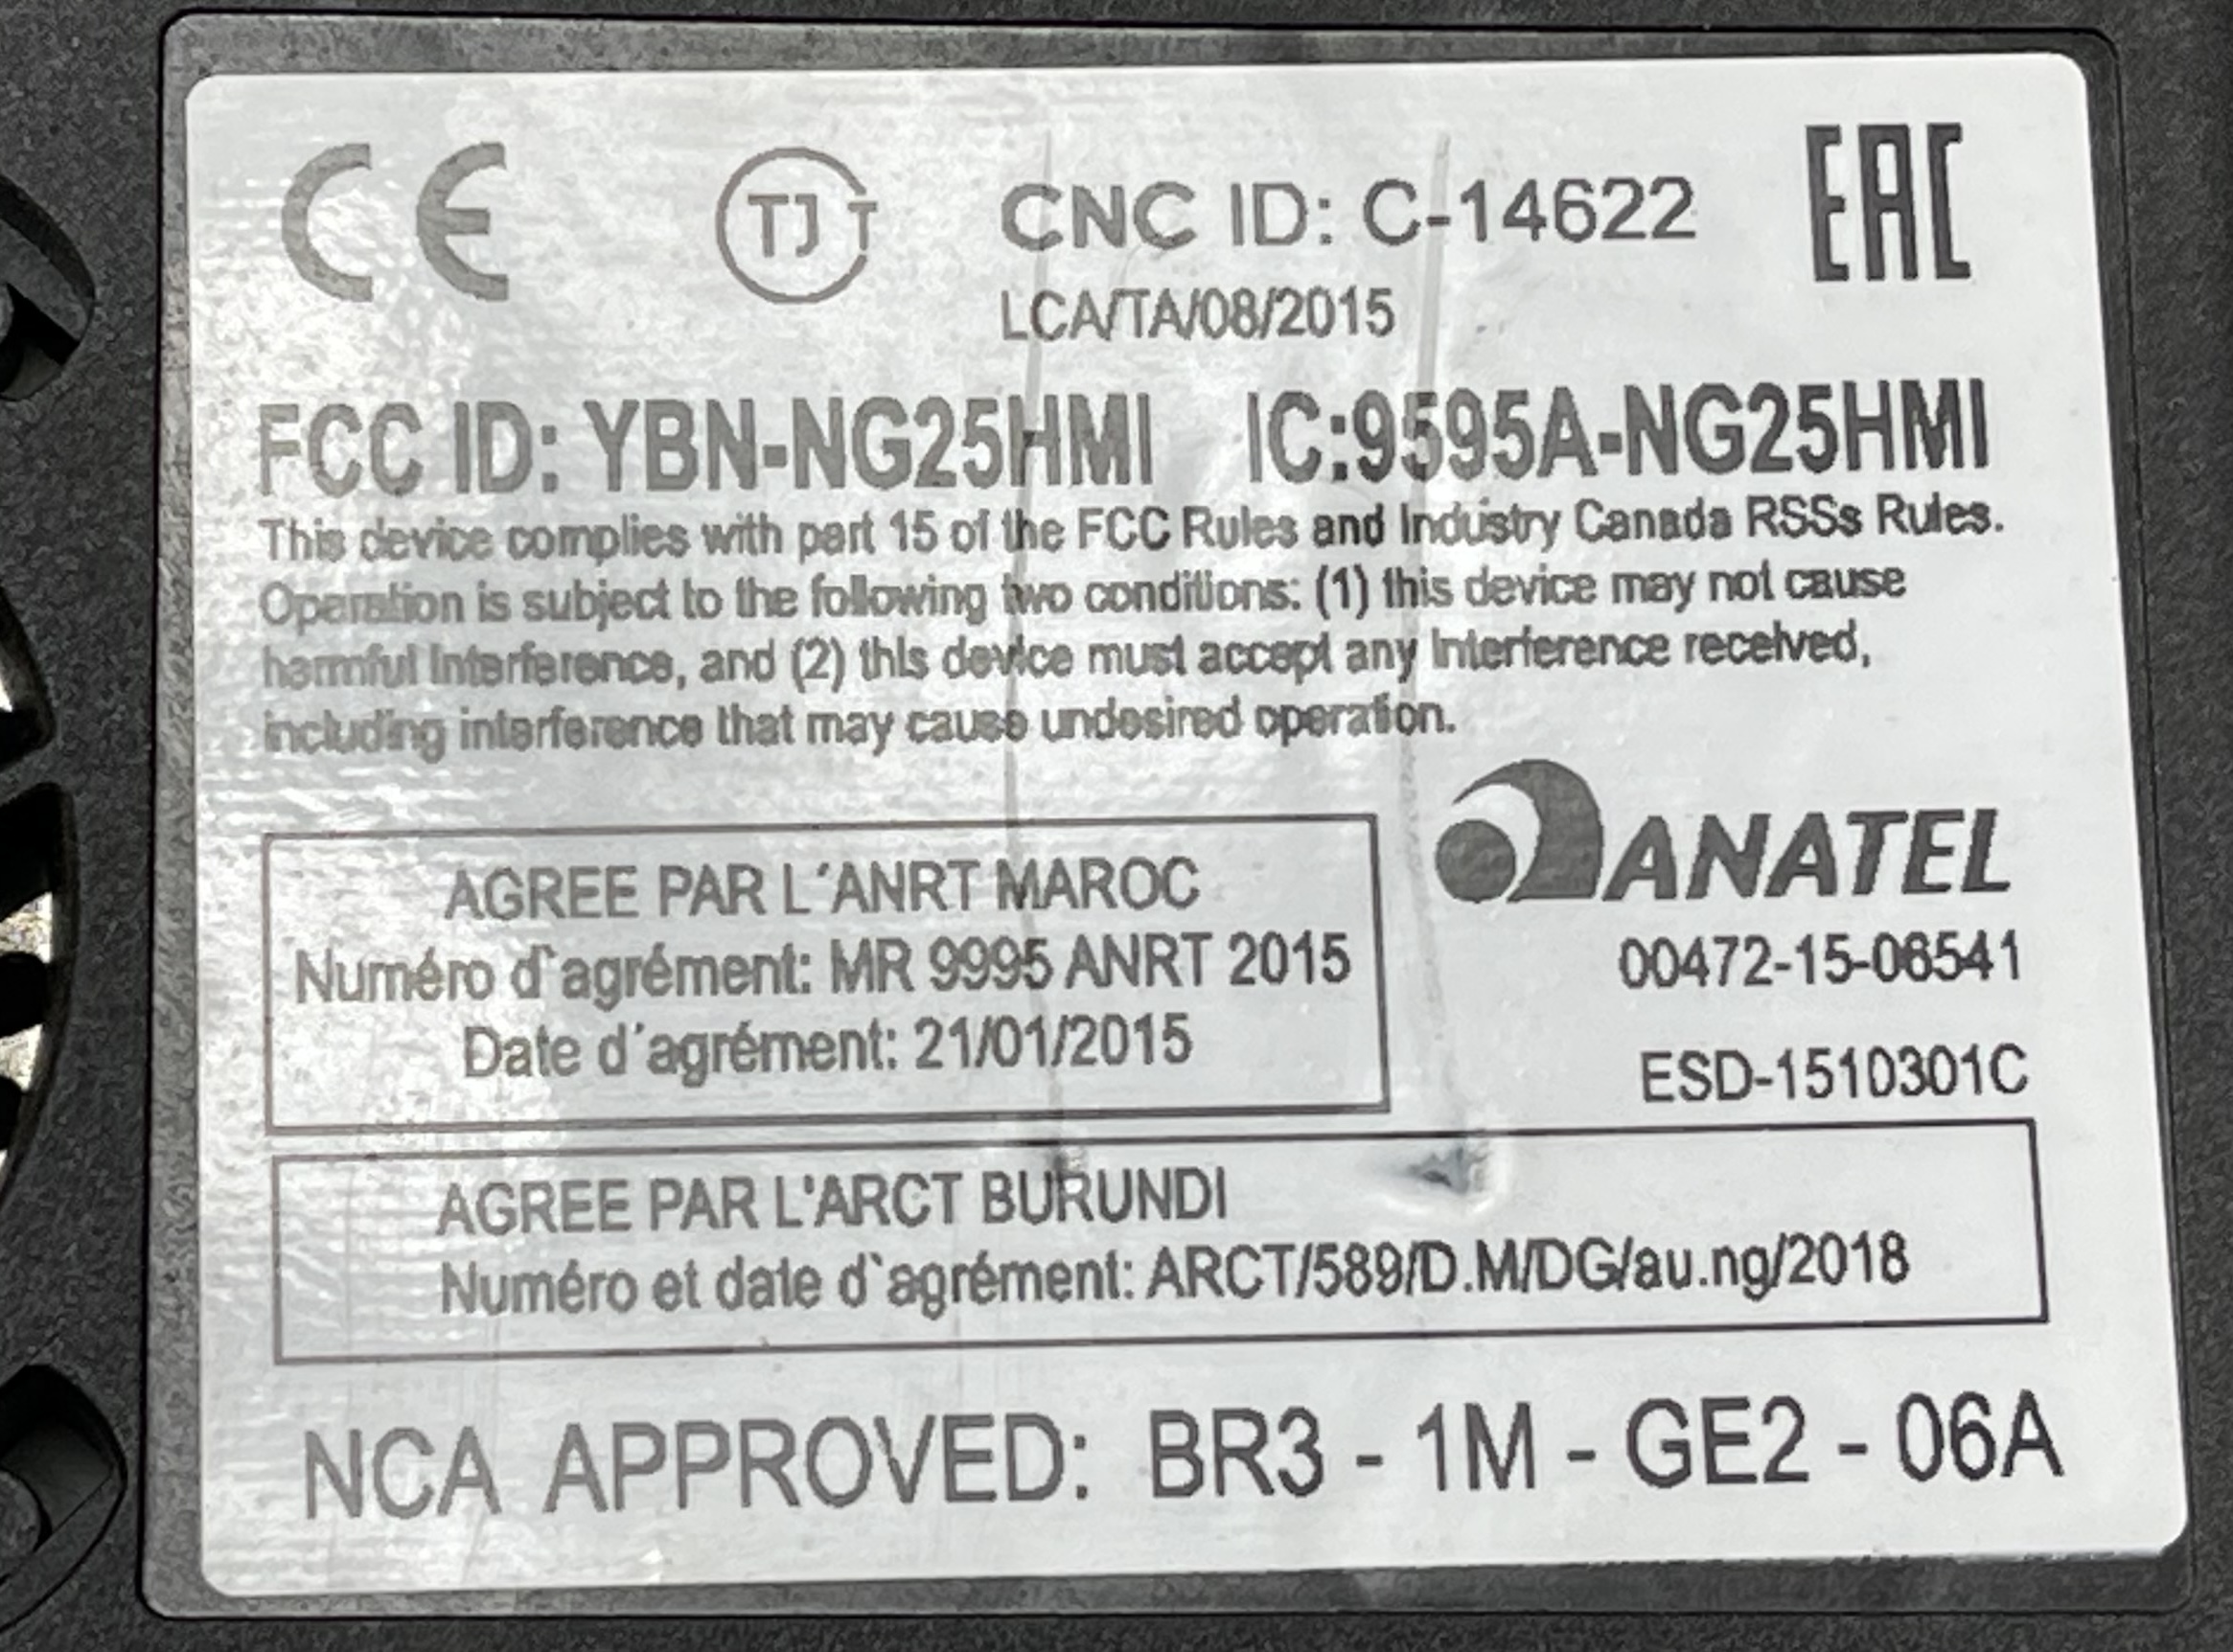 CE TJ T CNC ID: C-14622 EAC
LCA/TA/08/2015
FCC ID: YBN-NG25HMI IC:9595A-NG25HMI
This device complies with part 15 of the FCC Rules and Industry Canada RSSs Rules.
Operation is subject to the following two conditions: (1) this device may not cause
harmful interference, and (2) this device must accept any interference received,
including interference that may cause undesired operation.
AGREE PAR L´ANRT MAROC
Numéro d`agrément: MR 9995 ANRT 2015
Date d´agrément: 21/01/2015
ANATEL
00472-15-06541
ESD-1510301C
AGREE PAR L'ARCT BURUNDI
Numéro et date d`agrément: ARCT/589/D.M/DG/au.ng/2018
NCA APPROVED: BR3 - 1M - GE2 - 06A